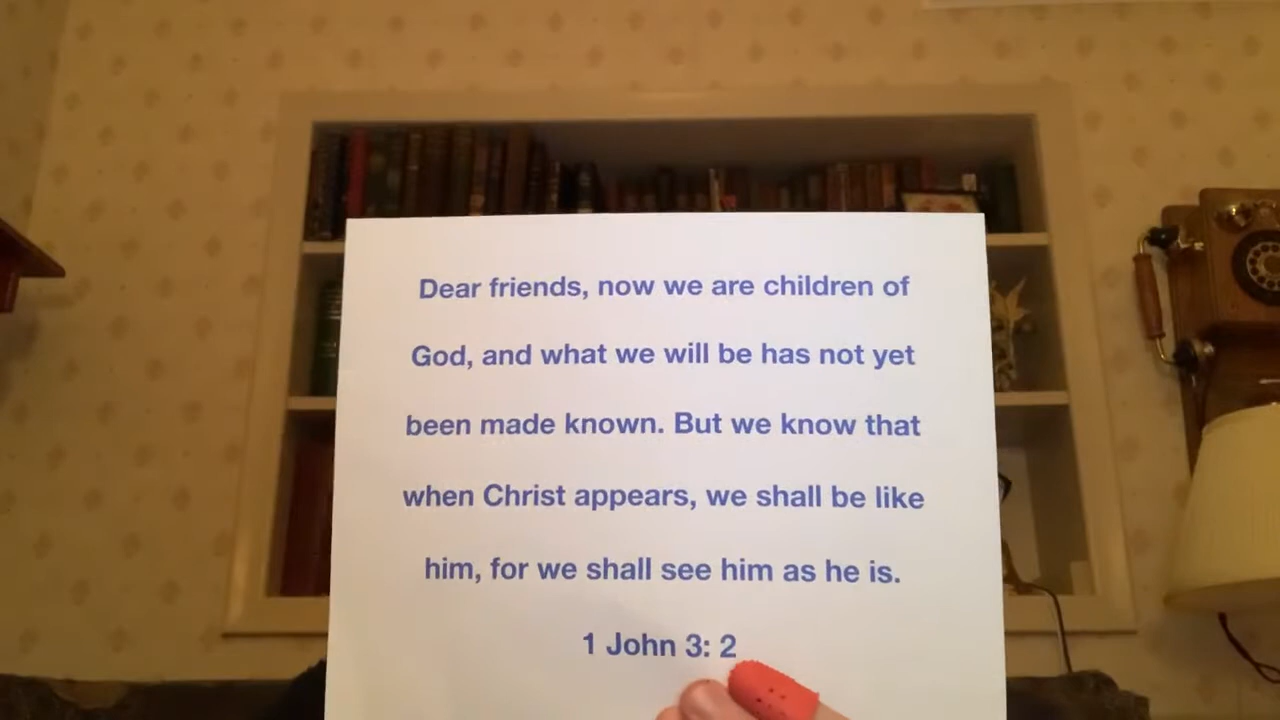 Dear friends, now we are children of
God, and what we will be has not yet
been made known. But we know that
when Christ appears, we shall be like
him, for we shall see him as he is.
1 John 3: 2